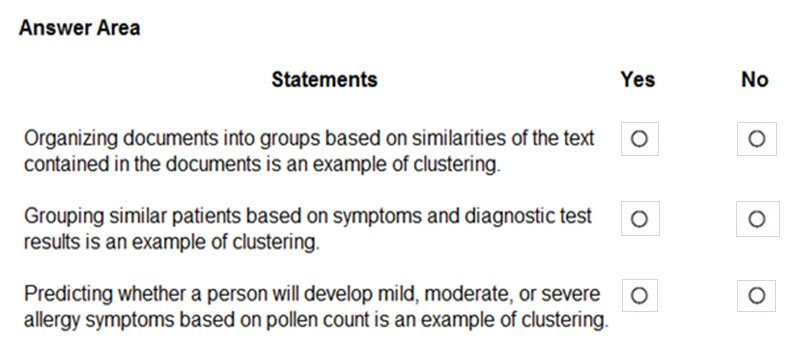 Answer Area
Statements Yes No
Organizing documents into groups based on similarities of the text
contained in the documents is an example of clustering.
Grouping similar patients based on symptoms and diagnostic test
results is an example of clustering.
Predicting whether a person will develop mild, moderate, or severe
allergy symptoms based on pollen count is an example of clustering.